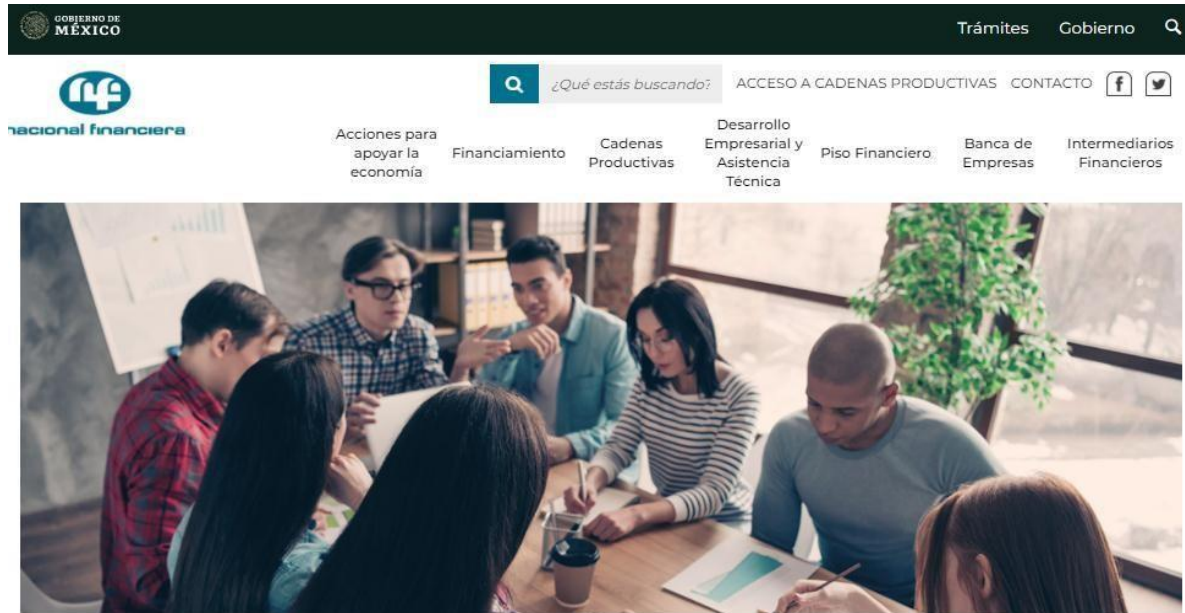 GOBIERNO DE
MÉXICO
Trámites Gobierno
¿Qué estás buscando? ACCESO A CADENAS PRODUCTIVAS CONTACTO
nacional financiera
Acciones para
apoyar la
economía
Financiamiento
Cadenas
Productivas
Desarrollo
Empresarial y
Asistencia
Técnica
Piso Financiero
Banca de
Empresas
Intermediarios
Financieros